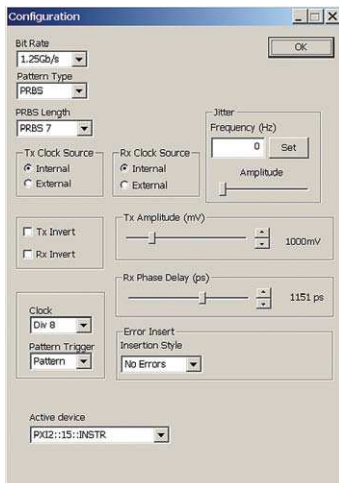 Configuration
Bit Rate
1.25Gb/s
OK
Pattern Type
PRBS
PRBS Length
PRBS 7
Jitter
Frequency (Hz)
0
Set
Amplitude
Tx Clock Source
Internal
External
Rx Clock Source
Internal
External
Tx Invert
Rx Invert
Tx Amplitude (mV)
1000mV
Rx Phase Delay (ps)
1151 ps
Clock
Div 8
Pattern Trigger
Pattern
Error Insert
Insertion Style
No Errors
Active device
PXI2::15::INSTR